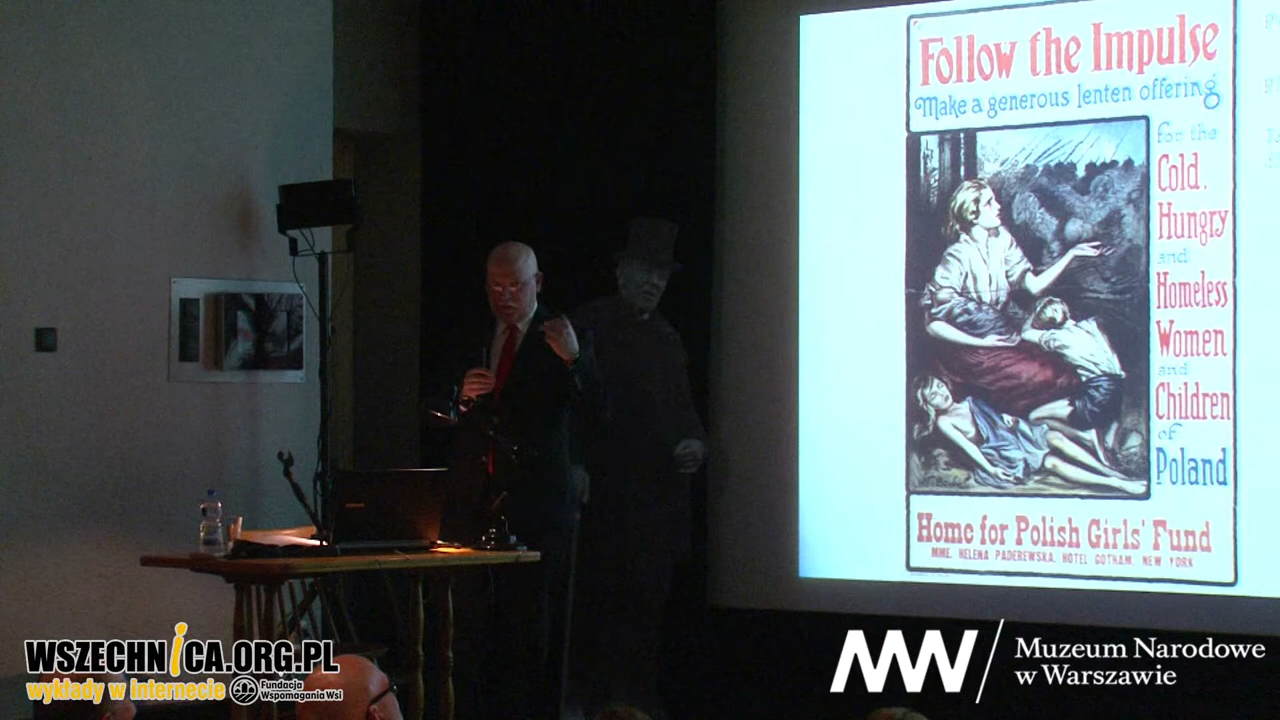 Follow the Impulse
Make a generous lenten offering
for the
Cold,
Hungry
and
Homeless
Women
and
Children
of
Poland
Home for Polish Girls' Fund
MME. HELENA PADEREWSKA, HOTEL GOTHAM, NEW YORK
WSZECHNICA.ORG.PL
wykłady w internecie
Fundacja
Wspomagania Wsi
MNW
Muzeum Narodowe
w Warszawie